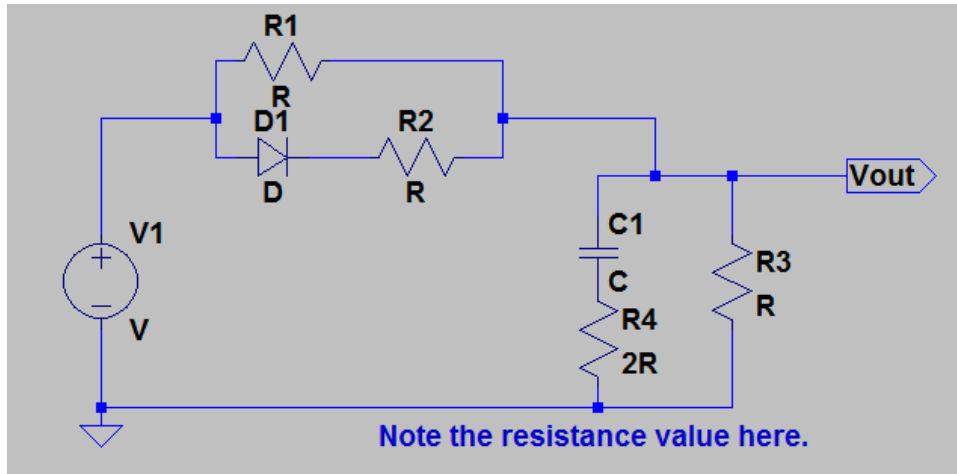 R1
R
D1
R2
D
R
Vout
V1
V
C1
C
R3
R
R4
2R
Note the resistance value here.